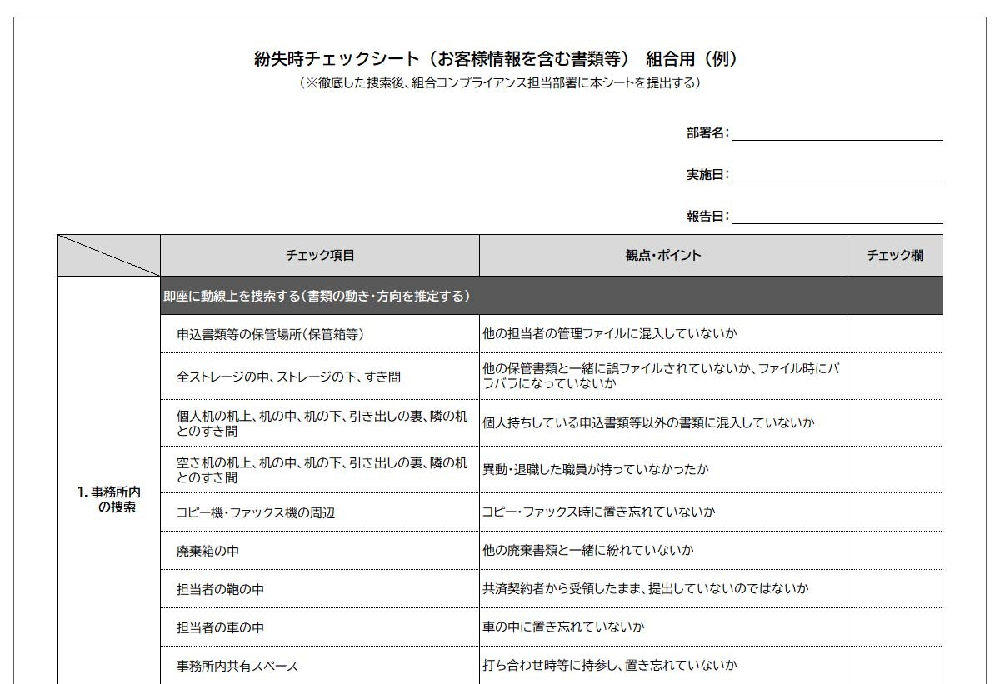 紛失時チェックシート（お客様情報を含む書類等）　組合用（例）
（※徹底した捜索後、組合コンプライアンス担当部署に本シートを提出する）
部署名：
実施日：
報告日：
チェック項目
観点・ポイント
チェック欄
即座に動線上を捜索する（書類の動き・方向を推定する）
1. 事務所内
の捜索
申込書類等の保管場所（保管箱等）
他の担当者の管理ファイルに混入していないか
全ストレージの中、ストレージの下、すき間
他の保管書類と一緒に誤ファイルされていないか、ファイル時にバ
ラバラになっていないか
個人机の机上、机の中、机の下、引き出しの裏、隣の机
とのすき間
個人持ちしている申込書類等以外の書類に混入していないか
空き机の机上、机の中、机の下、引き出しの裏、隣の机
とのすき間
異動・退職した職員が持っていなかったか
コピー機・ファックス機の周辺
コピー・ファックス時に置き忘れていないか
廃棄箱の中
他の廃棄書類と一緒に紛れていないか
担当者の鞄の中
共済契約者から受領したまま、提出していないのではないか
担当者の車の中
車の中に置き忘れていないか
事務所内共有スペース
打ち合わせ時等に持参し、置き忘れていないか